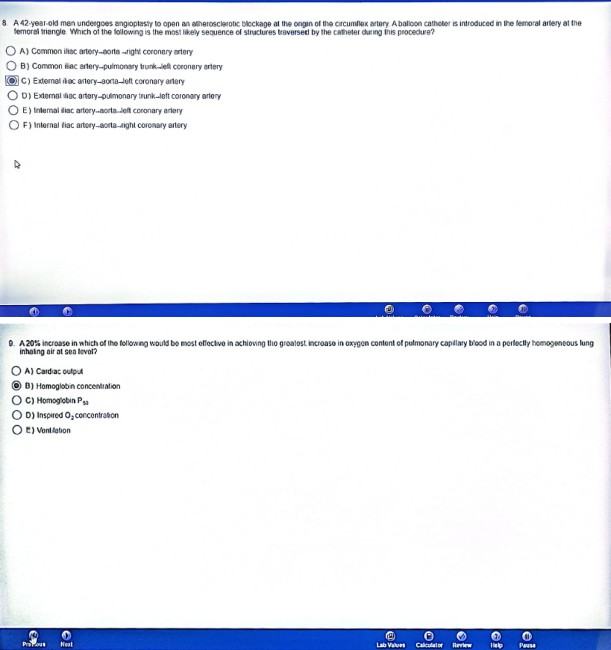 8. A 42-year-old man undergoes angioplasty to open an atherosclerotic blockage at the origin of the circumflex artery. A balloon catheter is introduced in the femoral artery at the
femoral triangle. Which of the following is the most likely sequence of structures traversed by the catheter during this procedure?
A) Common iliac artery–aorta–right coronary artery
B) Common iliac artery–pulmonary trunk–left coronary artery
C) External iliac artery–aorta–left coronary artery
D) External iliac artery–pulmonary trunk–left coronary artery
E) Internal iliac artery–aorta–left coronary artery
F) Internal iliac artery–aorta–right coronary artery
9. A 20% increase in which of the following would be most effective in achieving the greatest increase in oxygen content of pulmonary capillary blood in a perfectly homogeneous lung
inhaling air at sea level?
A) Cardiac output
B) Hemoglobin concentration
C) Hemoglobin P50
D) Inspired O2 concentration
E) Ventilation
Previous Next Lab Values Calculator Review Help Pause